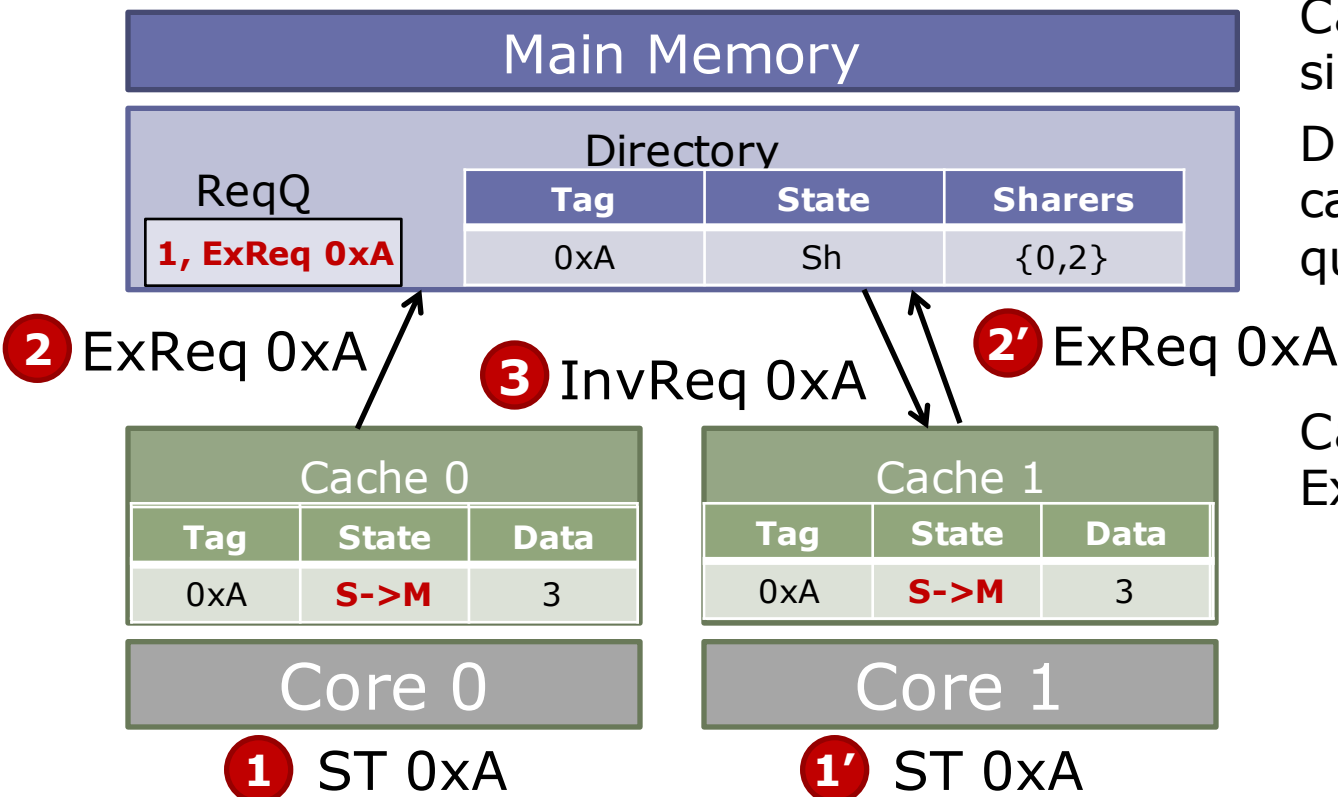 Main Memory
Directory
ReqQ
Tag State Sharers
1, ExReq 0xA
0xA Sh {0,2}
2 ExReq 0xA
3 InvReq 0xA
2’ ExReq 0xA
Cache 0
Tag State Data
0xA S->M 3
Core 0
1 ST 0xA
Cache 1
Tag State Data
0xA S->M 3
Core 1
1’ ST 0xA